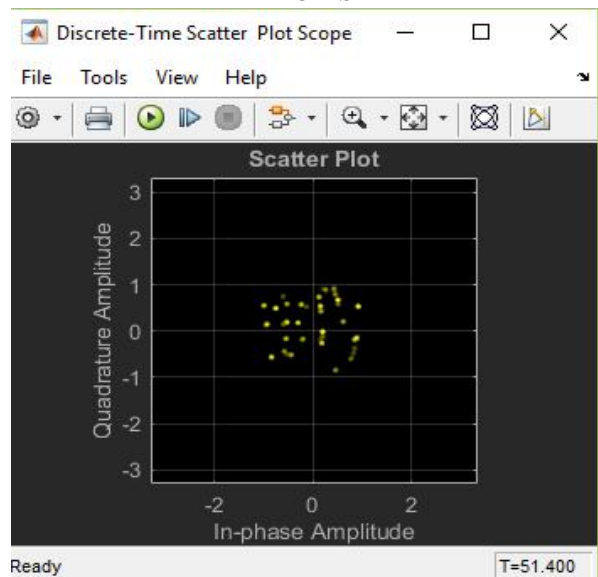 Discrete-Time Scatter Plot Scope
File Tools View Help
Scatter Plot
Quadrature Amplitude
3
2
1
0
-1
-2
-3
-2 0 2
In-phase Amplitude
Ready T=51.400